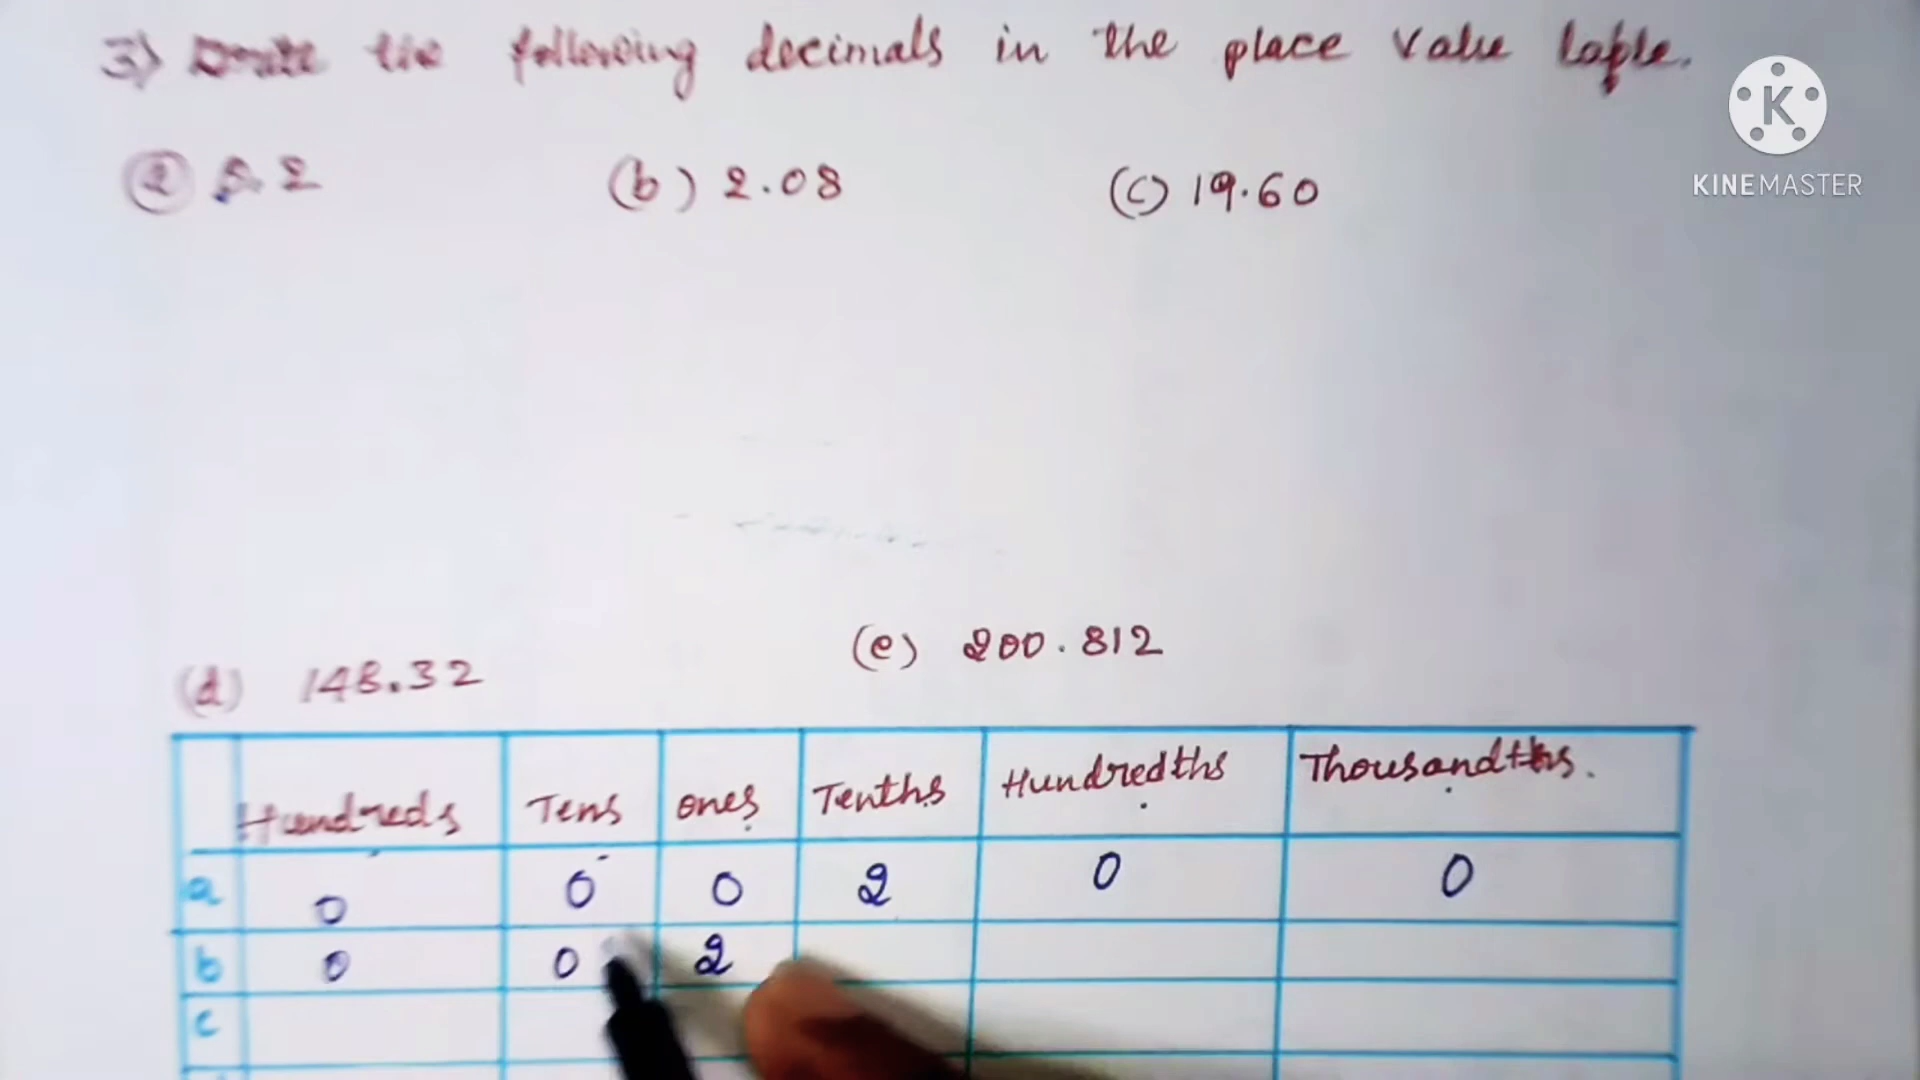 3) Write the following decimals in the place value table.
(a) 0.2 (b) 2.08 (c) 19.60
KINEMASTER
(d) 148.32 (e) 200.812
Hundreds Tens ones Tenths Hundredths Thousandths.
a 0 0 0 2 0 0
b 0 0 2
c